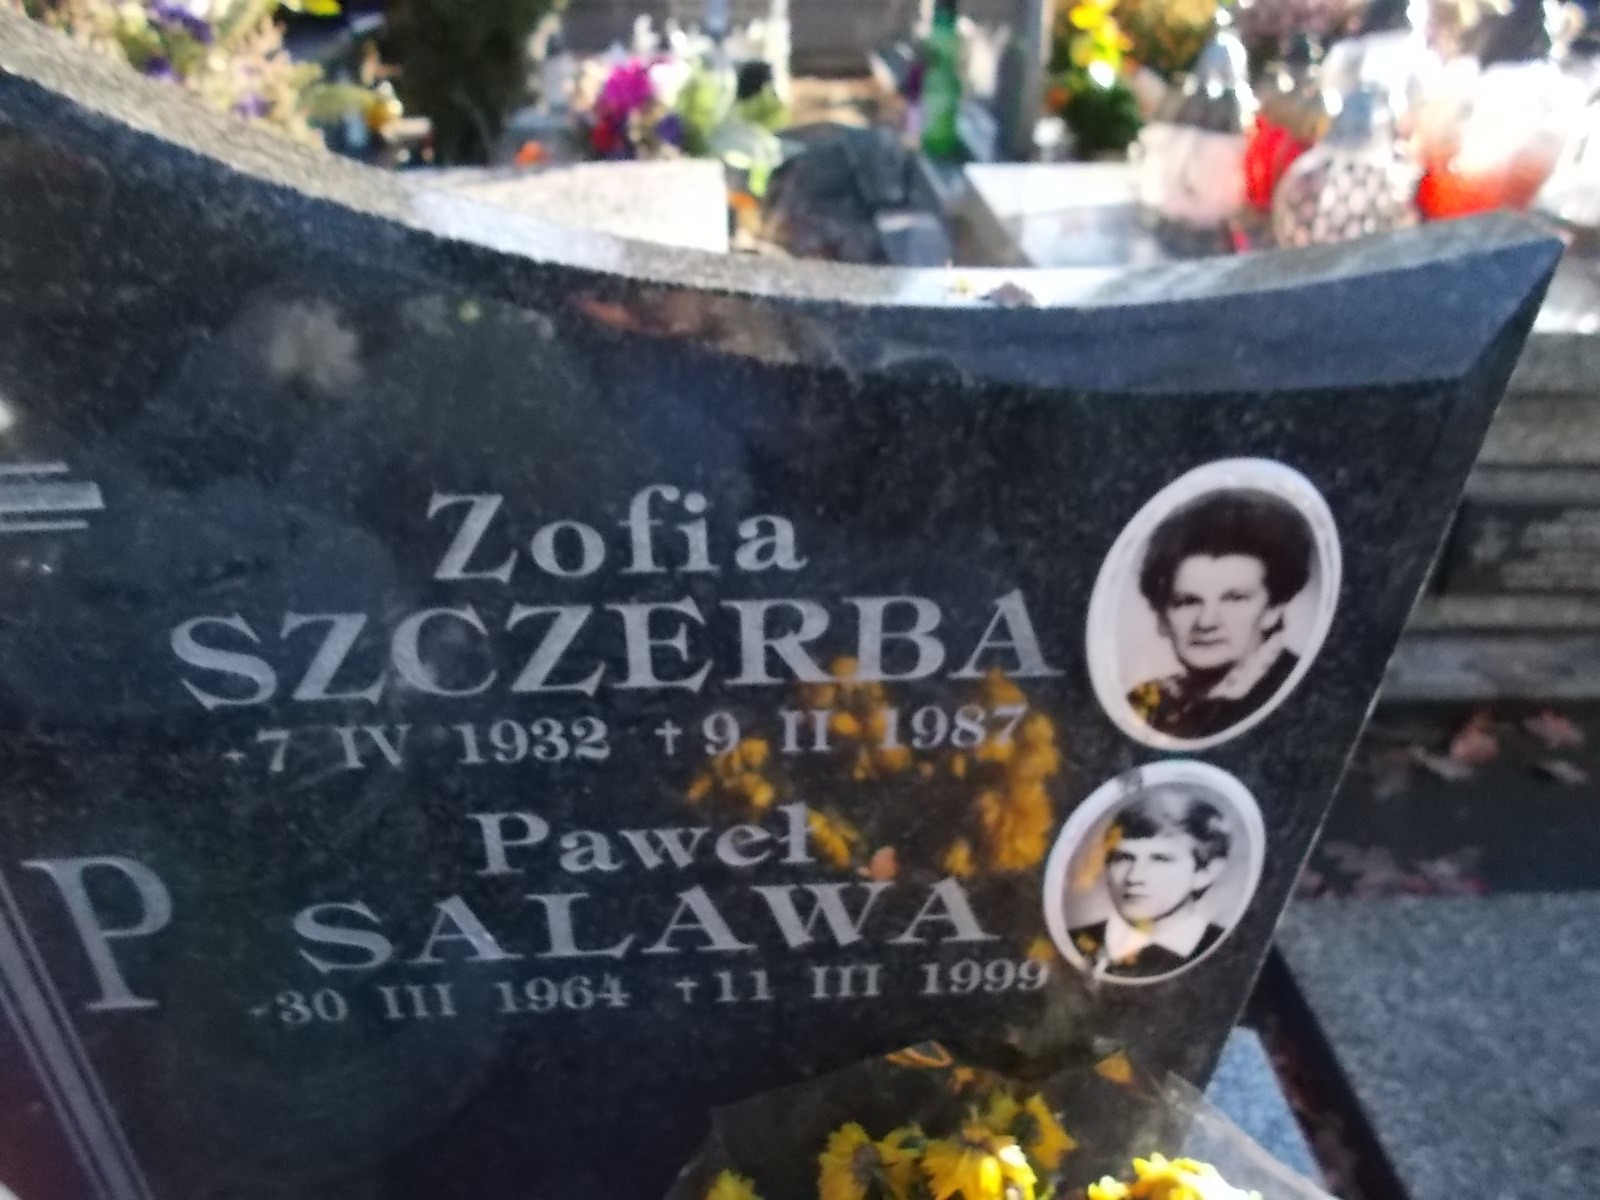 Zofia
SZCZERBA
7 IV 1932 † 9 II 1987
Paweł
SALAWA
30 III 1964 † 11 III 1999
P